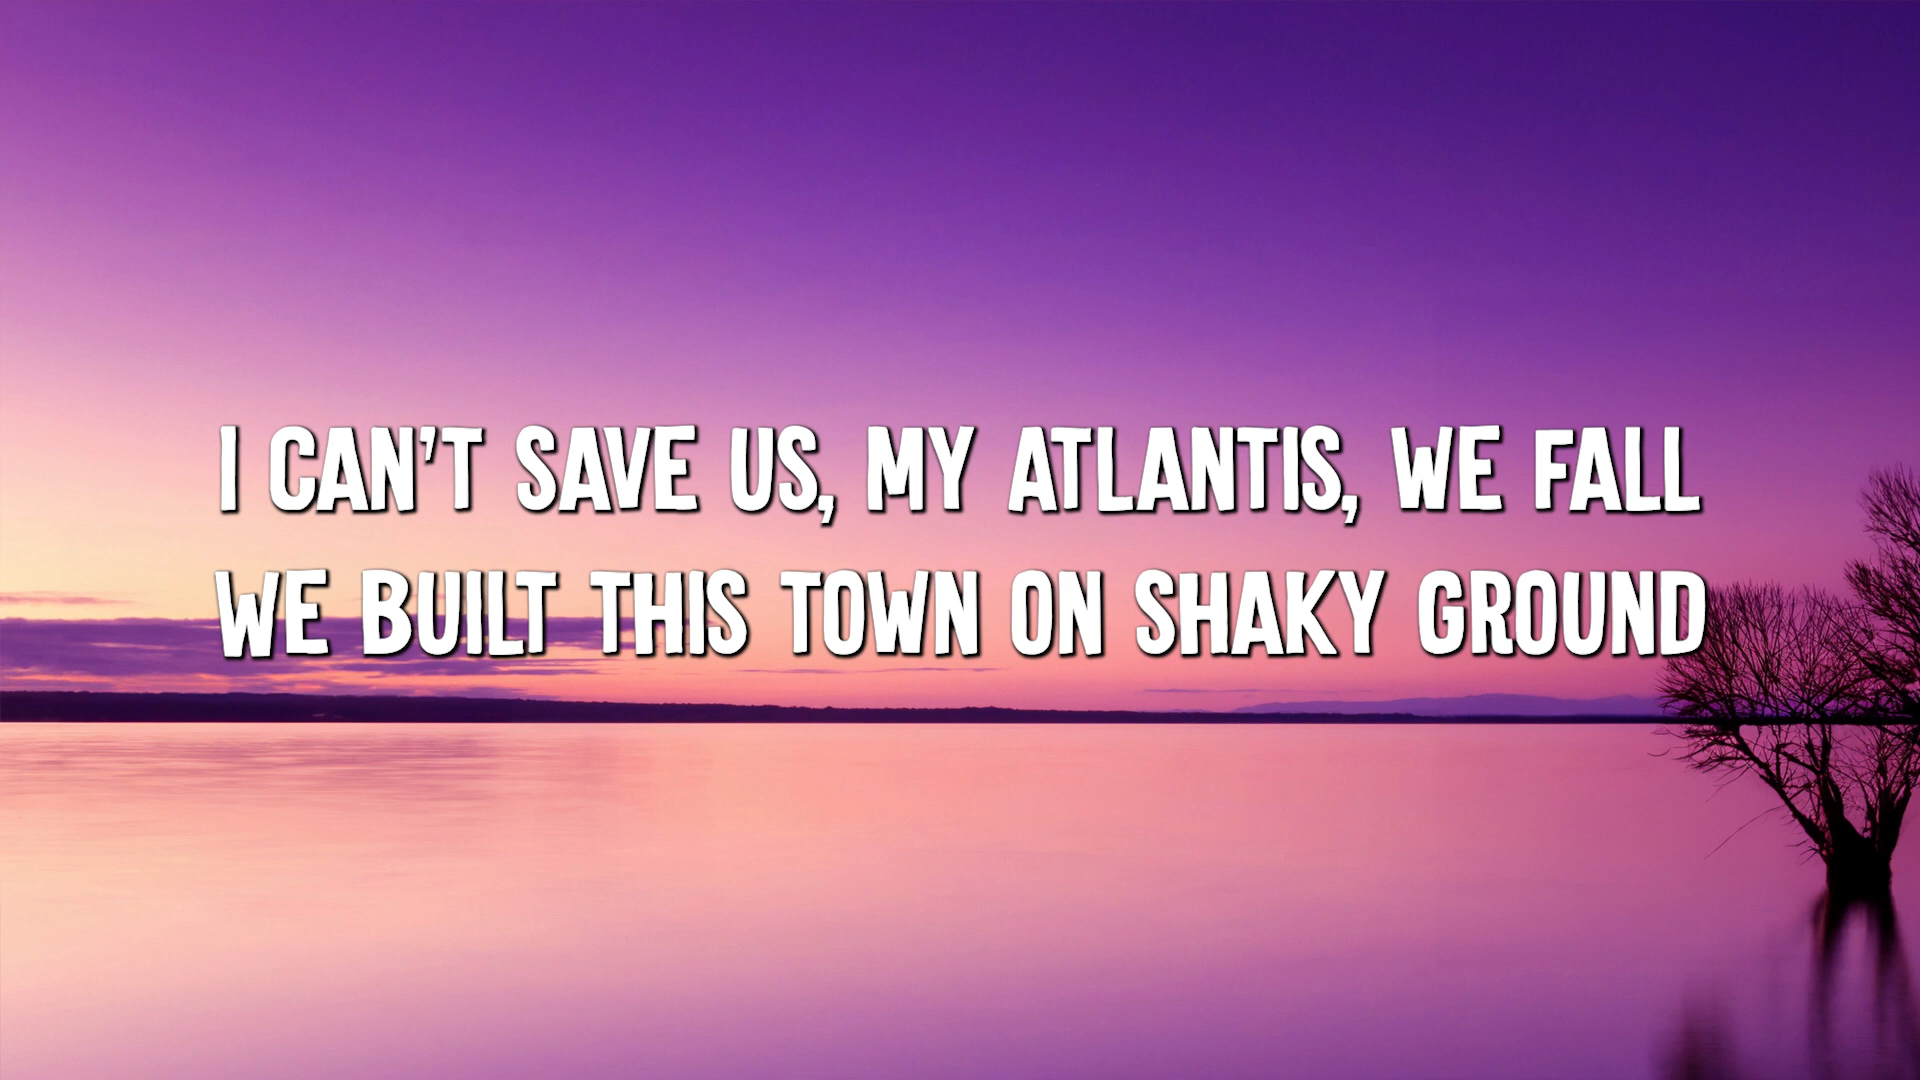 I CAN'T SAVE US, MY ATLANTIS, WE FALL
WE BUILT THIS TOWN ON SHAKY GROUND